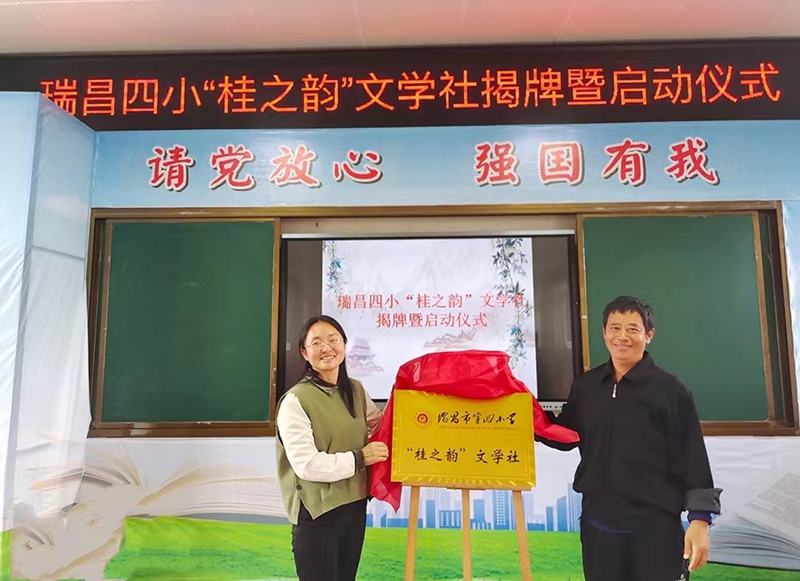 瑞昌四小“桂之韵”文学社揭牌暨启动仪式
请党放心 强国有我
瑞昌四小“桂之韵”文学社
揭牌暨启动仪式
瑞昌市第四小学
“桂之韵”文学社